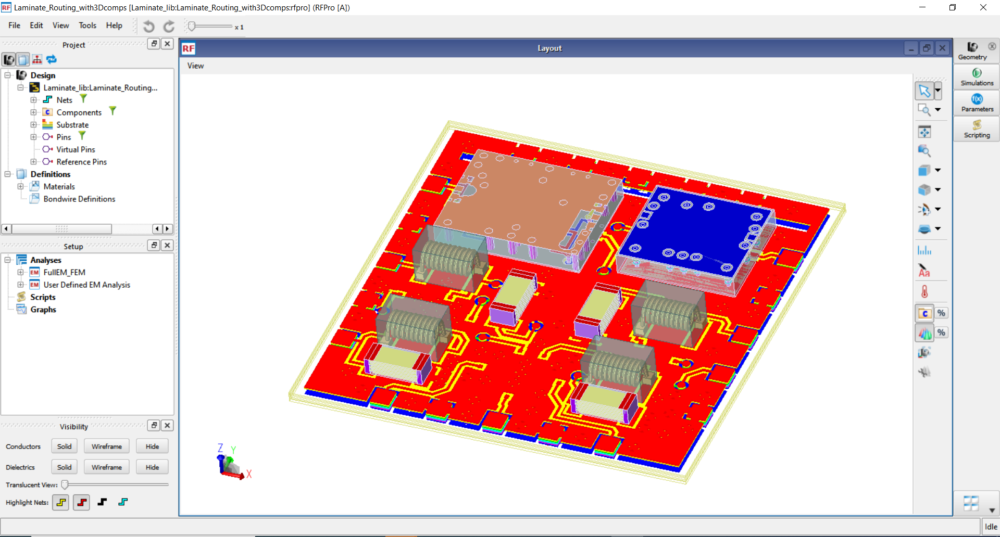 RF Laminate_Routing_with3Dcomps [Laminate_lib:Laminate_Routing_with3Dcomps:rfpro] (RFPro [A])
File Edit View Tools Help x 1
Project
Design
Laminate_lib:Laminate_Routing...
Nets
C Components
Substrate
Pins
Virtual Pins
Reference Pins
Definitions
Materials
Bondwire Definitions
Setup
Analyses
EM FullEM_FEM
EM User Defined EM Analysis
Scripts
Graphs
Visibility
Conductors Solid Wireframe Hide
Dielectrics Solid Wireframe Hide
Translucent View:
Highlight Nets:
RF Layout
View
Z Y
X
Aa
C %
%
Geometry
Simulations
f(x)
Parameters
Scripting
Idle